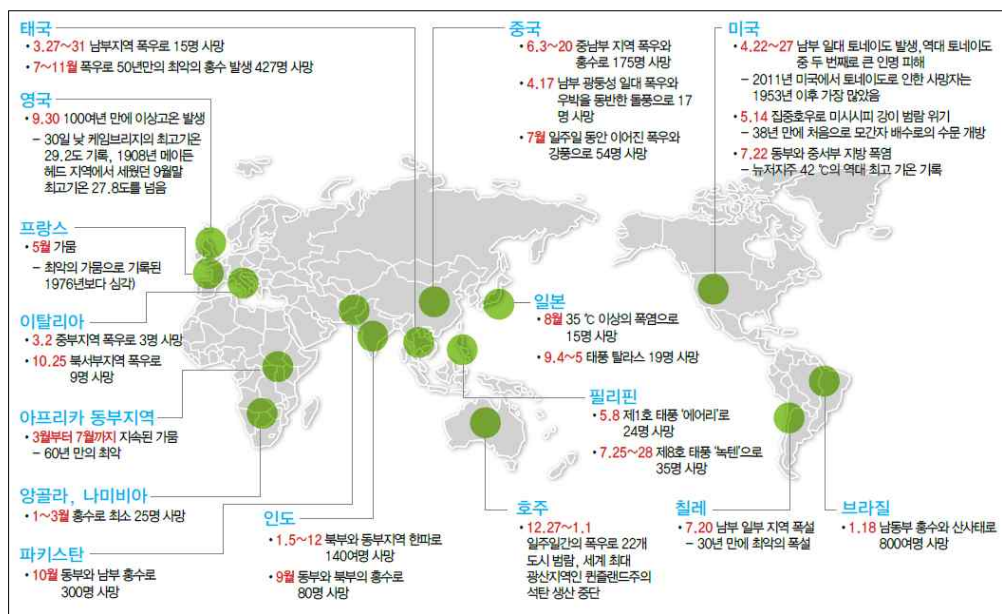 태국
• 3.27~31 남부지역 폭우로 15명 사망
• 7~11월 폭우로 50년만의 최악의 홍수 발생 427명 사망
영국
• 9.30 100여년 만에 이상고온 발생
– 30일 낮 케임브리지의 최고기온
29.2도 기록, 1908년 메이든
헤드 지역에서 세웠던 9월말
최고기온 27.8도를 넘음
프랑스
• 5월 가뭄
– 최악의 가뭄으로 기록된
1976년보다 심각)
이탈리아
• 3.2 중부지역 폭우로 3명 사망
• 10.25 북서부지역 폭우로
9명 사망
아프리카 동부지역
• 3월부터 7월까지 지속된 가뭄
– 60년 만의 최악
앙골라, 나미비아
• 1~3월 홍수로 최소 25명 사망
파키스탄
• 10월 동부와 남부 홍수로
300명 사망
인도
• 1.5~12 북부와 동부지역 한파로
140여명 사망
• 9월 동부와 북부의 홍수로
80명 사망
중국
• 6.3~20 중남부 지역 폭우와
홍수로 175명 사망
• 4.17 남부 광둥성 일대 폭우와
우박을 동반한 돌풍으로 17
명 사망
• 7월 일주일 동안 이어진 폭우와
강풍으로 54명 사망
미국
• 4.22~27 남부 일대 토네이도 발생, 역대 토네이도
중 두 번째로 큰 인명 피해
– 2011년 미국에서 토네이도로 인한 사망자는
1953년 이후 가장 많았음
• 5.14 집중호우로 미시시피 강이 범람 위기
– 38년 만에 처음으로 모간자 배수로의 수문 개방
• 7.22 동부와 중서부 지방 폭염
– 뉴저지주 42 ℃의 역대 최고 기온 기록
일본
• 8월 35 ℃ 이상의 폭염으로
15명 사망
• 9.4~5 태풍 탈라스 19명 사망
필리핀
• 5.8 제1호 태풍 ‘에어리’로
24명 사망
• 7.25~28 제8호 태풍 ‘녹텐’으로
35명 사망
호주
• 12.27~1.1
일주일간의 폭우로 22개
도시 범람, 세계 최대
광산지역인 퀸즐랜드주의
석탄 생산 중단
칠레
• 7.20 남부 일부 지역 폭설
– 30년 만에 최악의 폭설
브라질
• 1.18 남동부 홍수와 산사태로
800여명 사망